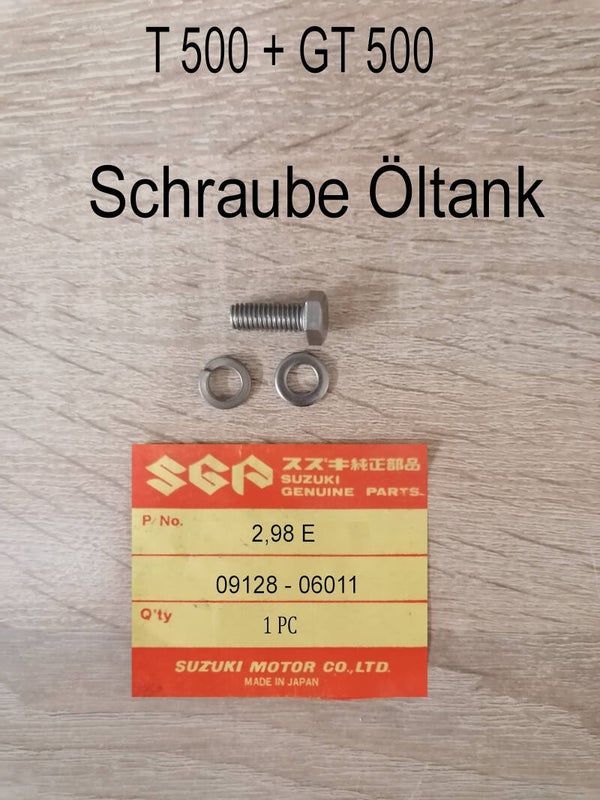 T 500 + GT 500
Schraube Öltank
SGP スズキ純正部品
SUZUKI
GENUINE PARTS
P/No.
2,98 E
09128 - 06011
Q'ty
1 PC
SUZUKI MOTOR CO.,LTD.
MADE IN JAPAN